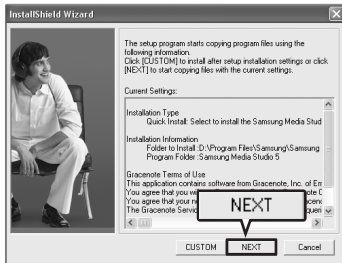 InstallShield Wizard
The setup program starts copying program files using the
following information.
Click [CUSTOM] to install after setup installation settings or click
[NEXT] to start copying files with the current settings.
Current Settings:
Installation Type
Quick Install: Select to install the Samsung Media Stud
Installation Information
Folder to Install :D:\Program Files\Samsung\Samsung
Program Folder :Samsung Media Studio 5
Gracenote Terms of Use
This application contains software from Gracenote, Inc. of Em
You agree that you wi
You agree that your
The Gracenote Servic
NEXT
CUSTOM NEXT Cancel